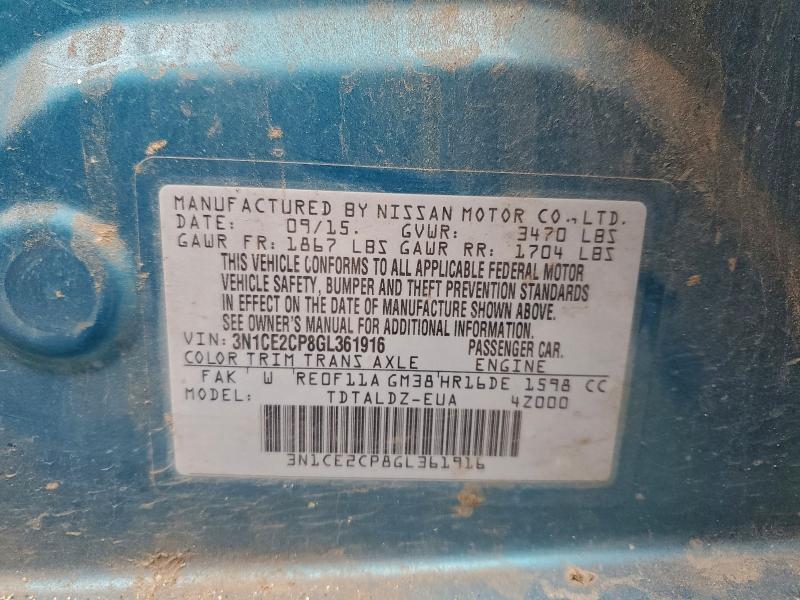 MANUFACTURED BY NISSAN MOTOR CO.,LTD.
DATE: 09/15. GVWR: 3470 LBS
GAWR FR: 1867 LBS GAWR RR: 1704 LBS
THIS VEHICLE CONFORMS TO ALL APPLICABLE FEDERAL MOTOR
VEHICLE SAFETY, BUMPER AND THEFT PREVENTION STANDARDS
IN EFFECT ON THE DATE OF MANUFACTURE SHOWN ABOVE.
SEE OWNER'S MANUAL FOR ADDITIONAL INFORMATION.
VIN: 3N1CE2CP8GL361916 PASSENGER CAR.
COLOR TRIM TRANS AXLE ENGINE
FAK W RE0F11A GM38 HR16DE 1598 CC
MODEL: TDTALDZ-EUA 4Z000
3N1CE2CP8GL361916